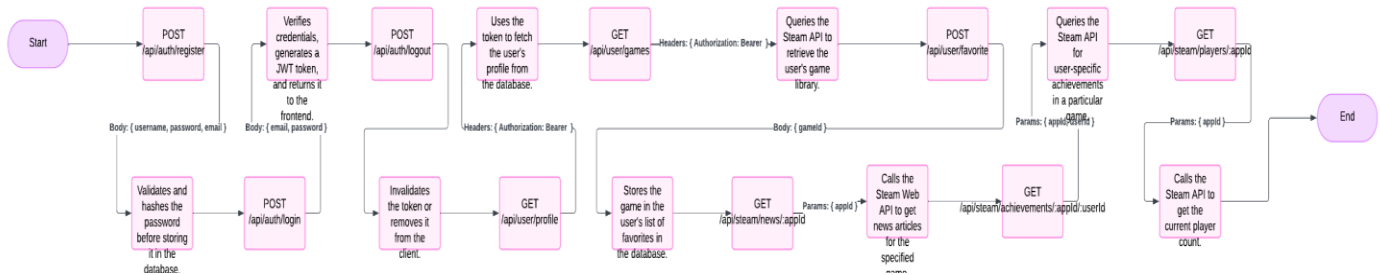 Start
POST
/api/auth/register
Body: { username, password, email }
Validates and
hashes the
password
before storing
it in the
database.
POST
/api/auth/login
Body: { email, password }
Verifies
credentials,
generates a
JWT token,
and returns it
to the
frontend.
POST
/api/auth/logout
Invalidates
the token or
removes it
from the
client.
GET
/api/user/profile
Headers: { Authorization: Bearer }
Uses the
token to fetch
the user's
profile from
the database.
GET
/api/user/games
Headers: { Authorization: Bearer }
Queries the
Steam API to
retrieve the
user's game
library.
POST
/api/user/favorite
Body: { gameId }
Stores the
game in the
user's list of
favorites in
the database.
GET
/api/steam/news/:appId
Params: { appId }
Calls the
Steam Web
API to get
news articles
for the
specified
game.
GET
/api/steam/achievements/:appId/:userId
Params: { appId, userId }
Queries the
Steam API
for
user-specific
achievements
in a particular
game.
GET
/api/steam/players/:appId
Params: { appId }
Calls the
Steam API to
get the
current player
count.
End